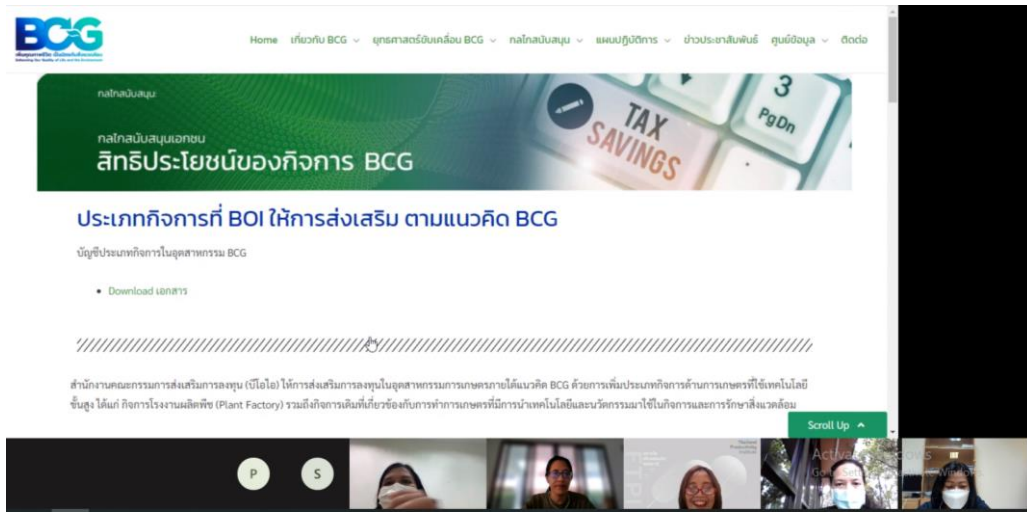 BCG
Home เกี่ยวกับ BCG ยุทธศาสตร์ขับเคลื่อน BCG กลไกสนับสนุน แผนปฏิบัติการ ข่าวประชาสัมพันธ์ ศูนย์ข้อมูล ติดต่อ
กลไกสนับสนุน
กลไกสนับสนุนเอกชน
สิทธิประโยชน์ของกิจการ BCG
TAX
SAVINGS
3
PgDn
ประเภทกิจการที่ BOI ให้การส่งเสริม ตามแนวคิด BCG
บัญชีประเภทกิจการในอุตสาหกรรม BCG
Download เอกสาร
สำนักงานคณะกรรมการส่งเสริมการลงทุน (บีโอไอ) ให้การส่งเสริมการลงทุนในอุตสาหกรรมการเกษตรภายใต้แนวคิด BCG ด้วยการเพิ่มประเภทกิจการด้านการเกษตรที่ใช้เทคโนโลยี
ขั้นสูง ได้แก่ กิจการโรงงานผลิตพืช (Plant Factory) รวมถึงกิจการเดิมที่เกี่ยวข้องกับการทำการเกษตรที่มีการนำเทคโนโลยีและนวัตกรรมมาใช้ในกิจการและการรักษาสิ่งแวดล้อม
Scroll Up
P
S